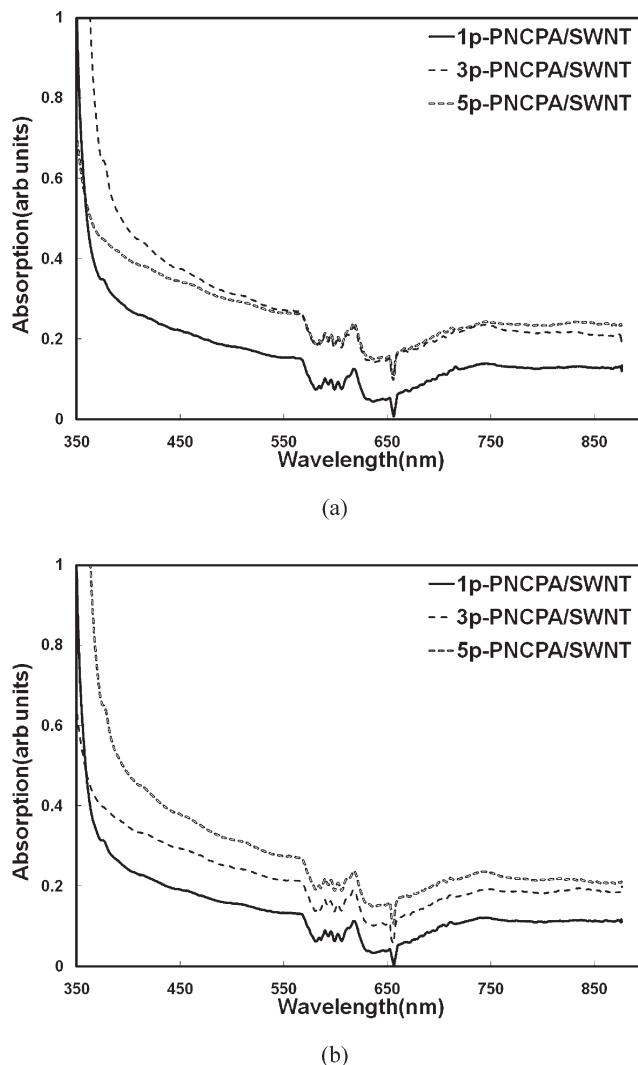 1
1p-PNCPA/SWNT
3p-PNCPA/SWNT
5p-PNCPA/SWNT
0.8
0.6
0.4
0.2
0
Absorption(arb units)
350 450 550 650 750 850
Wavelength(nm)
(a)
1
1p-PNCPA/SWNT
3p-PNCPA/SWNT
5p-PNCPA/SWNT
0.8
0.6
0.4
0.2
0
Absorption(arb units)
350 450 550 650 750 850
Wavelength(nm)
(b)